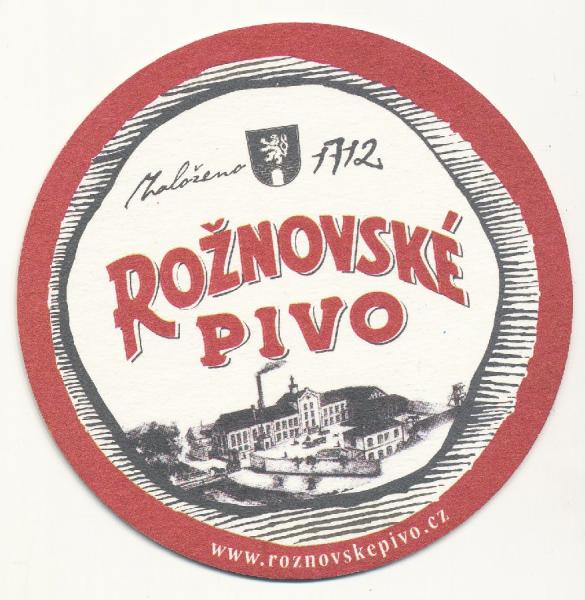 Založeno 1712
ROŽNOVSKÉ
PIVO
www.roznovskepivo.cz